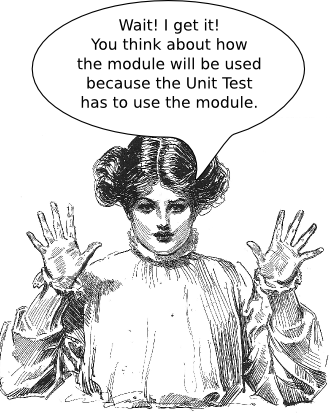 Wait! I get it!
You think about how
the module will be used
because the Unit Test
has to use the module.